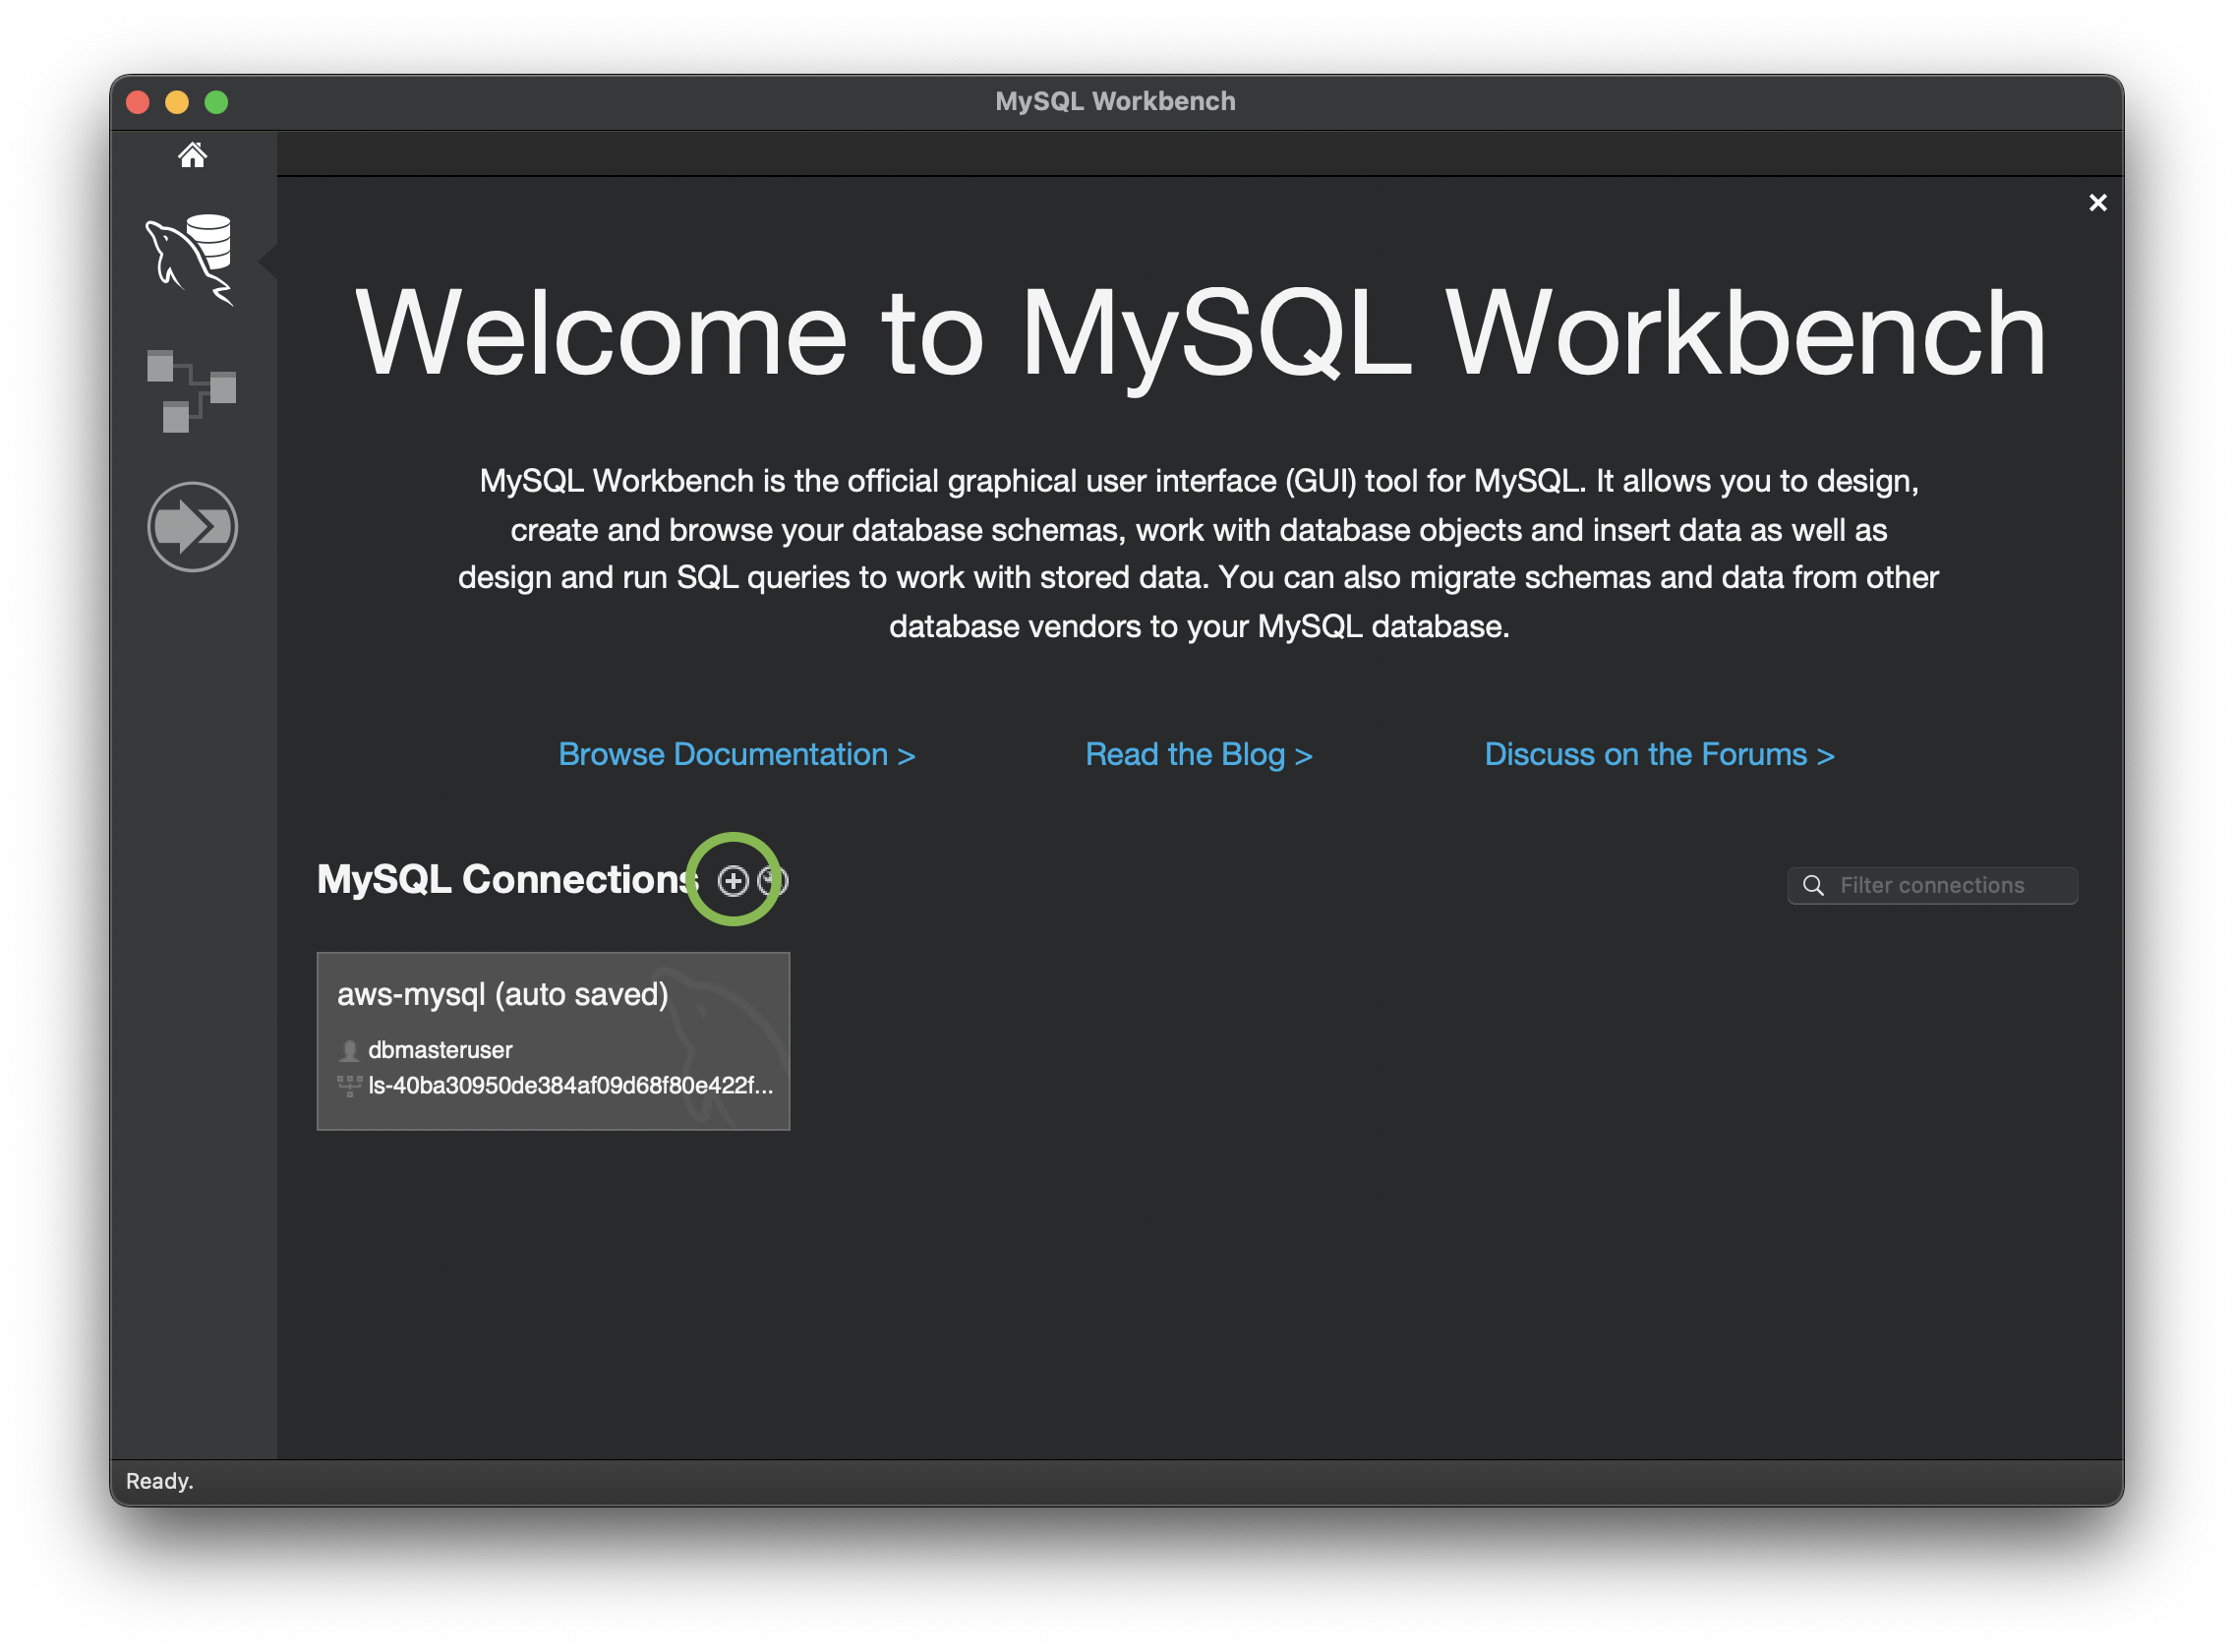 MySQL Workbench
Welcome to MySQL Workbench
MySQL Workbench is the official graphical user interface (GUI) tool for MySQL. It allows you to design,
create and browse your database schemas, work with database objects and insert data as well as
design and run SQL queries to work with stored data. You can also migrate schemas and data from other
database vendors to your MySQL database.
Browse Documentation > Read the Blog > Discuss on the Forums >
MySQL Connections
Filter connections
aws-mysql (auto saved)
dbmasteruser
ls-40ba30950de384af09d68f80e422f...
Ready.